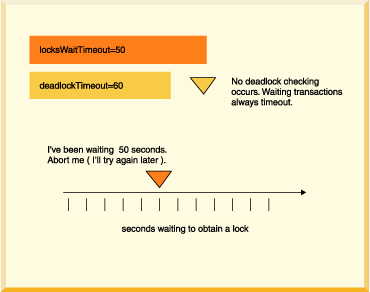 locksWaitTimeout=50
deadlockTimeout=60
No deadlock checking
occurs. Waiting transactions
always timeout.
I've been waiting 50 seconds.
Abort me ( I'll try again later ).
seconds waiting to obtain a lock